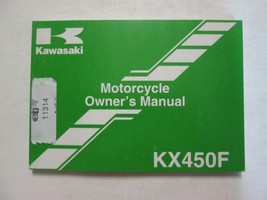 Kawasaki
Motorcycle
Owner's Manual
11314
KX450F